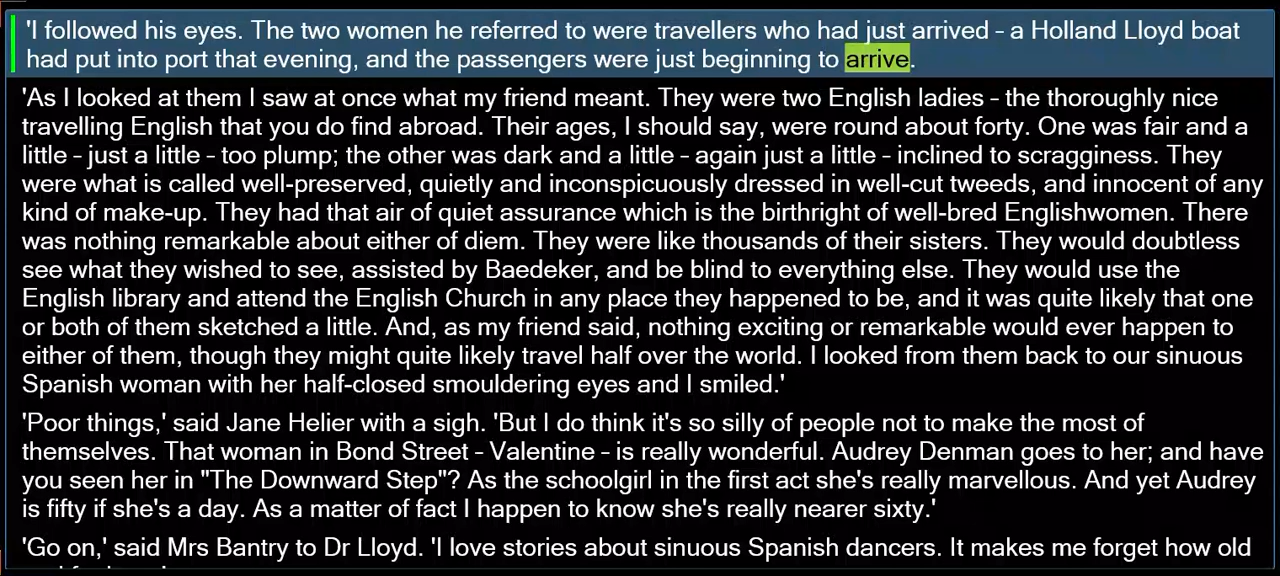 'I followed his eyes. The two women he referred to were travellers who had just arrived – a Holland Lloyd boat
had put into port that evening, and the passengers were just beginning to arrive.
'As I looked at them I saw at once what my friend meant. They were two English ladies – the thoroughly nice
travelling English that you do find abroad. Their ages, I should say, were round about forty. One was fair and a
little – just a little – too plump; the other was dark and a little – again just a little – inclined to scragginess. They
were what is called well-preserved, quietly and inconspicuously dressed in well-cut tweeds, and innocent of any
kind of make-up. They had that air of quiet assurance which is the birthright of well-bred Englishwomen. There
was nothing remarkable about either of diem. They were like thousands of their sisters. They would doubtless
see what they wished to see, assisted by Baedeker, and be blind to everything else. They would use the
English library and attend the English Church in any place they happened to be, and it was quite likely that one
or both of them sketched a little. And, as my friend said, nothing exciting or remarkable would ever happen to
either of them, though they might quite likely travel half over the world. I looked from them back to our sinuous
Spanish woman with her half-closed smouldering eyes and I smiled.'
'Poor things,' said Jane Helier with a sigh. 'But I do think it's so silly of people not to make the most of
themselves. That woman in Bond Street – Valentine – is really wonderful. Audrey Denman goes to her; and have
you seen her in "The Downward Step"? As the schoolgirl in the first act she's really marvellous. And yet Audrey
is fifty if she's a day. As a matter of fact I happen to know she's really nearer sixty.'
'Go on,' said Mrs Bantry to Dr Lloyd. 'I love stories about sinuous Spanish dancers. It makes me forget how old